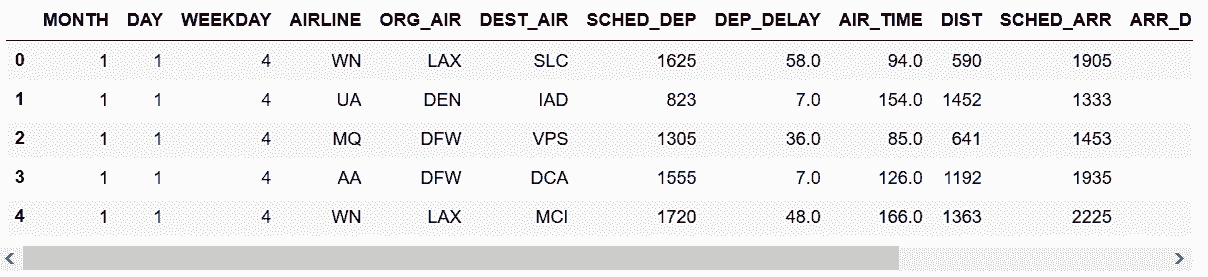 MONTH DAY WEEKDAY AIRLINE ORG_AIR DEST_AIR SCHED_DEP DEP_DELAY AIR_TIME DIST SCHED_ARR ARR_D
0 1 1 4 WN LAX SLC 1625 58.0 94.0 590 1905
1 1 1 4 UA DEN IAD 823 7.0 154.0 1452 1333
2 1 1 4 MQ DFW VPS 1305 36.0 85.0 641 1453
3 1 1 4 AA DFW DCA 1555 7.0 126.0 1192 1935
4 1 1 4 WN LAX MCI 1720 48.0 166.0 1363 2225